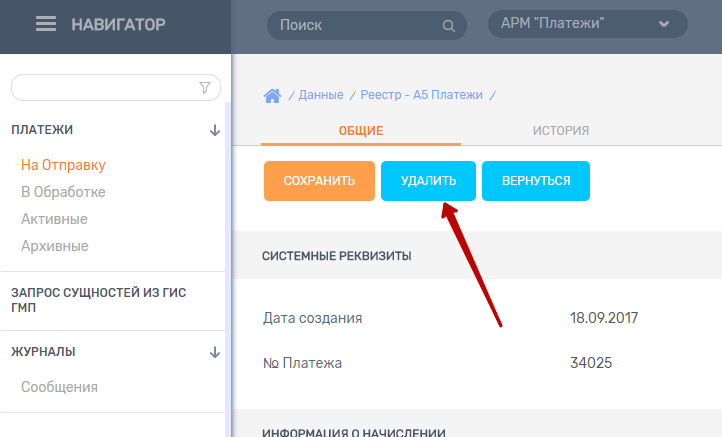 НАВИГАТОР
Поиск
АРМ "Платежи"
ПЛАТЕЖИ
На Отправку
В Обработке
Активные
Архивные
ЗАПРОС СУЩНОСТЕЙ ИЗ ГИС
ГМП
ЖУРНАЛЫ
Сообщения
/ Данные / Реестр - А5 Платежи /
ОБЩИЕ
ИСТОРИЯ
СОХРАНИТЬ
УДАЛИТЬ
ВЕРНУТЬСЯ
СИСТЕМНЫЕ РЕКВИЗИТЫ
Дата создания 18.09.2017
№ Платежа 34025
ИНФОРМАЦИЯ О НАЧИСЛЕНИИ